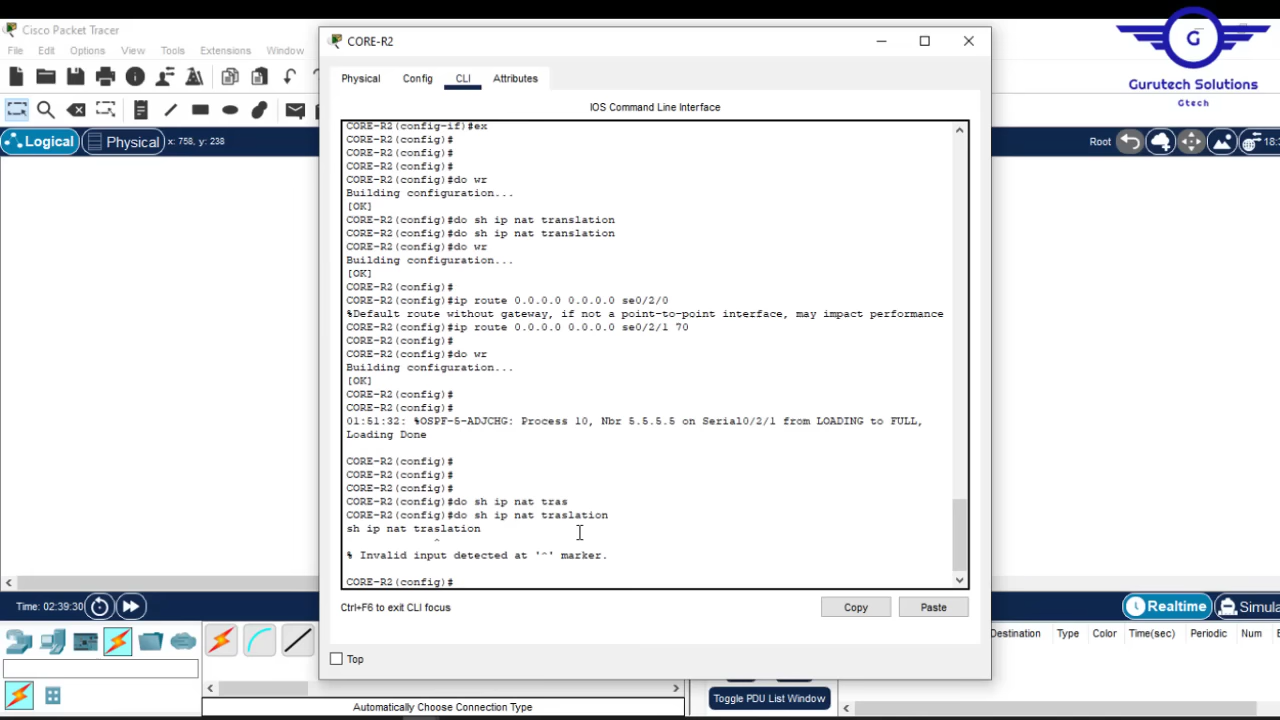 Cisco Packet Tracer
File Edit Options View Tools Extensions Window
Logical Physical x: 758, y: 238
Root 18:3
CORE-R2
Physical Config CLI Attributes
IOS Command Line Interface
CORE-R2(config-if)#ex
CORE-R2(config)#
CORE-R2(config)#
CORE-R2(config)#
CORE-R2(config)#do wr
Building configuration...
[OK]
CORE-R2(config)#do sh ip nat translation
CORE-R2(config)#do sh ip nat translation
CORE-R2(config)#do wr
Building configuration...
[OK]
CORE-R2(config)#
CORE-R2(config)#ip route 0.0.0.0 0.0.0.0 se0/2/0
%Default route without gateway, if not a point-to-point interface, may impact performance
CORE-R2(config)#ip route 0.0.0.0 0.0.0.0 se0/2/1 70
CORE-R2(config)#
CORE-R2(config)#do wr
Building configuration...
[OK]
CORE-R2(config)#
CORE-R2(config)#
01:51:32: %OSPF-5-ADJCHG: Process 10, Nbr 5.5.5.5 on Serial0/2/1 from LOADING to FULL,
Loading Done
CORE-R2(config)#
CORE-R2(config)#
CORE-R2(config)#
CORE-R2(config)#do sh ip nat tras
CORE-R2(config)#do sh ip nat traslation
sh ip nat traslation
^
% Invalid input detected at '^' marker.
CORE-R2(config)#
Ctrl+F6 to exit CLI focus
Copy Paste
Top
G
Gurutech Solutions
Gtech
Time: 02:39:30
Realtime Simula
Destination Type Color Time(sec) Periodic Num
Automatically Choose Connection Type
Toggle PDU List Window